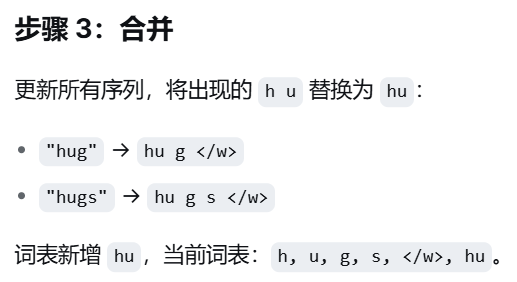 步骤 3：合并
更新所有序列，将出现的 h u 替换为 hu：
• "hug" → hu g </w>
• "hugs" → hu g s </w>
词表新增 hu，当前词表：h, u, g, s, </w>, hu。